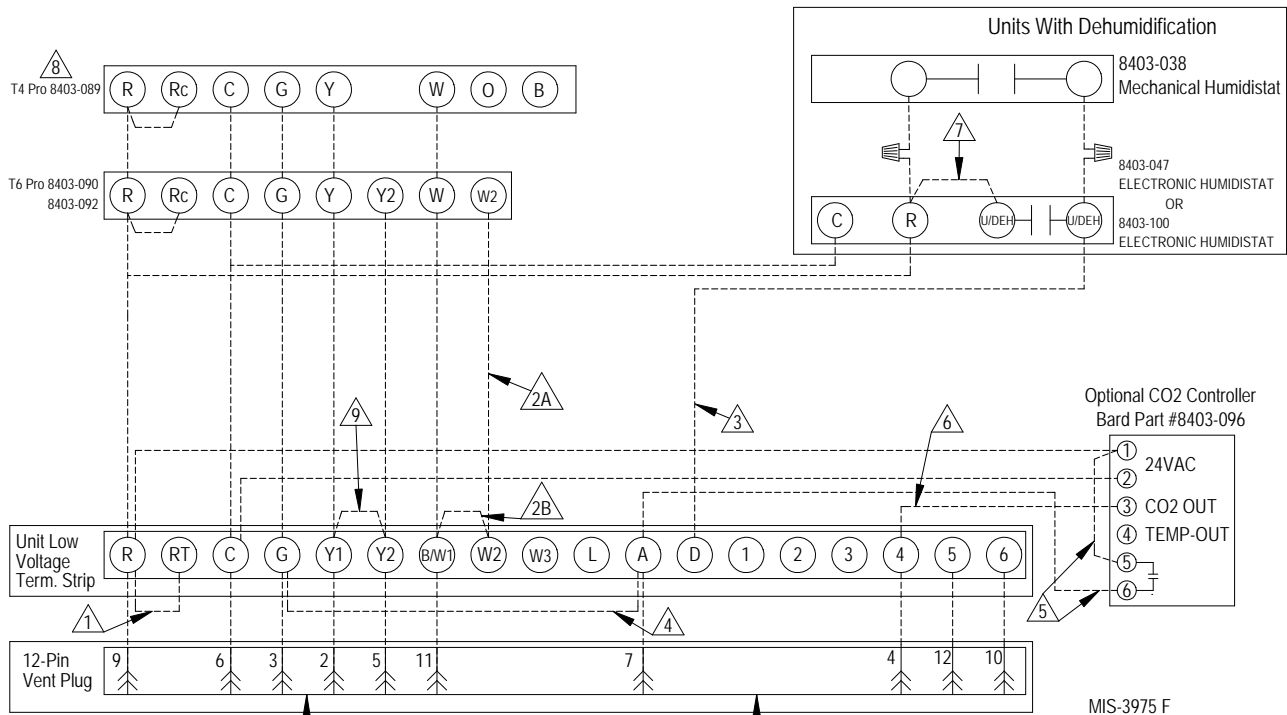 Units With Dehumidification
8
T4 Pro 8403-089
R Rc C G Y W O B
8403-038
Mechanical Humidistat
7
T6 Pro 8403-090
8403-092
R Rc C G Y Y2 W W2
8403-047
ELECTRONIC HUMIDISTAT
OR
8403-100
ELECTRONIC HUMIDISTAT
C R U/DEH U/DEH
2A
9
3
6
Optional CO2 Controller
Bard Part #8403-096
1
24VAC
2
3 CO2 OUT
4 TEMP-OUT
5
6
2B
Unit Low
Voltage
Term. Strip
R RT C G Y1 Y2 B/W1 W2 W3 L A D 1 2 3 4 5 6
1
4
5
12-Pin
Vent Plug
9 6 3 2 5 11 7 4 12 10
MIS-3975 F